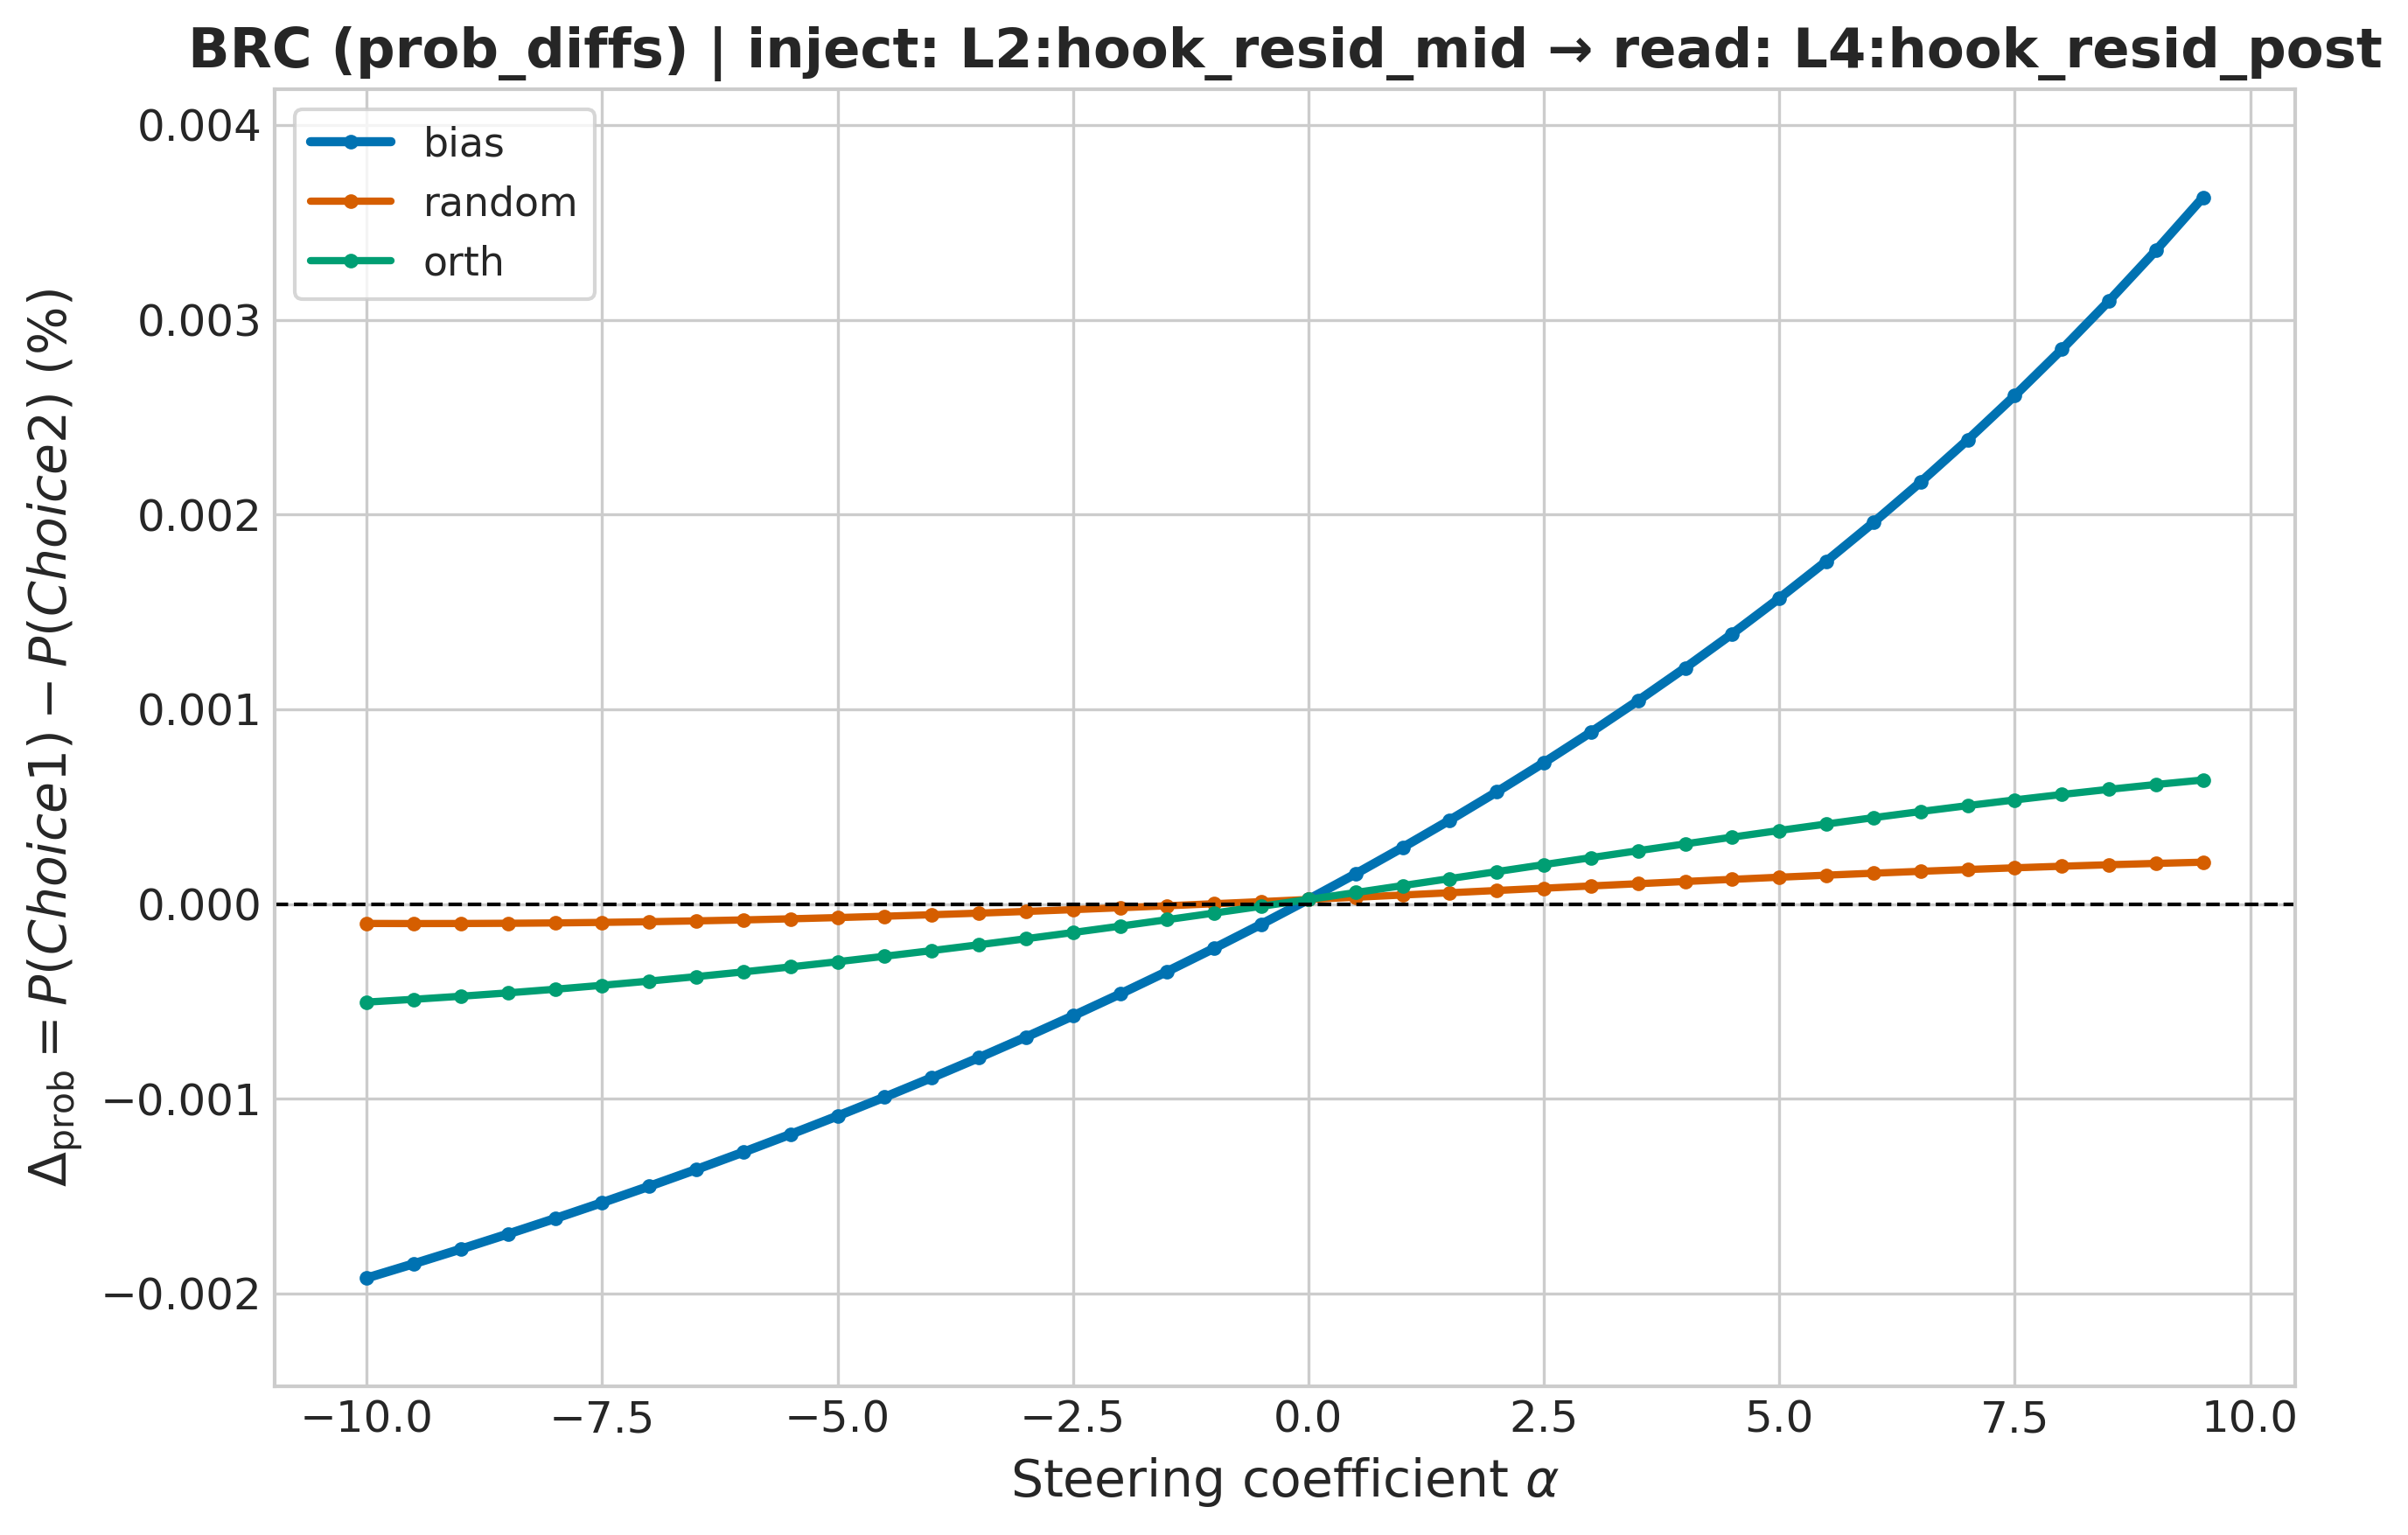 BRC (prob_diffs) | inject: L2:hook_resid_mid → read: L4:hook_resid_post
bias
random
orth
0.004
0.003
0.002
0.001
0.000
−0.001
−0.002
Δprob = P(Choice1) − P(Choice2) (%)
−10.0 −7.5 −5.0 −2.5 0.0 2.5 5.0 7.5 10.0
Steering coefficient α